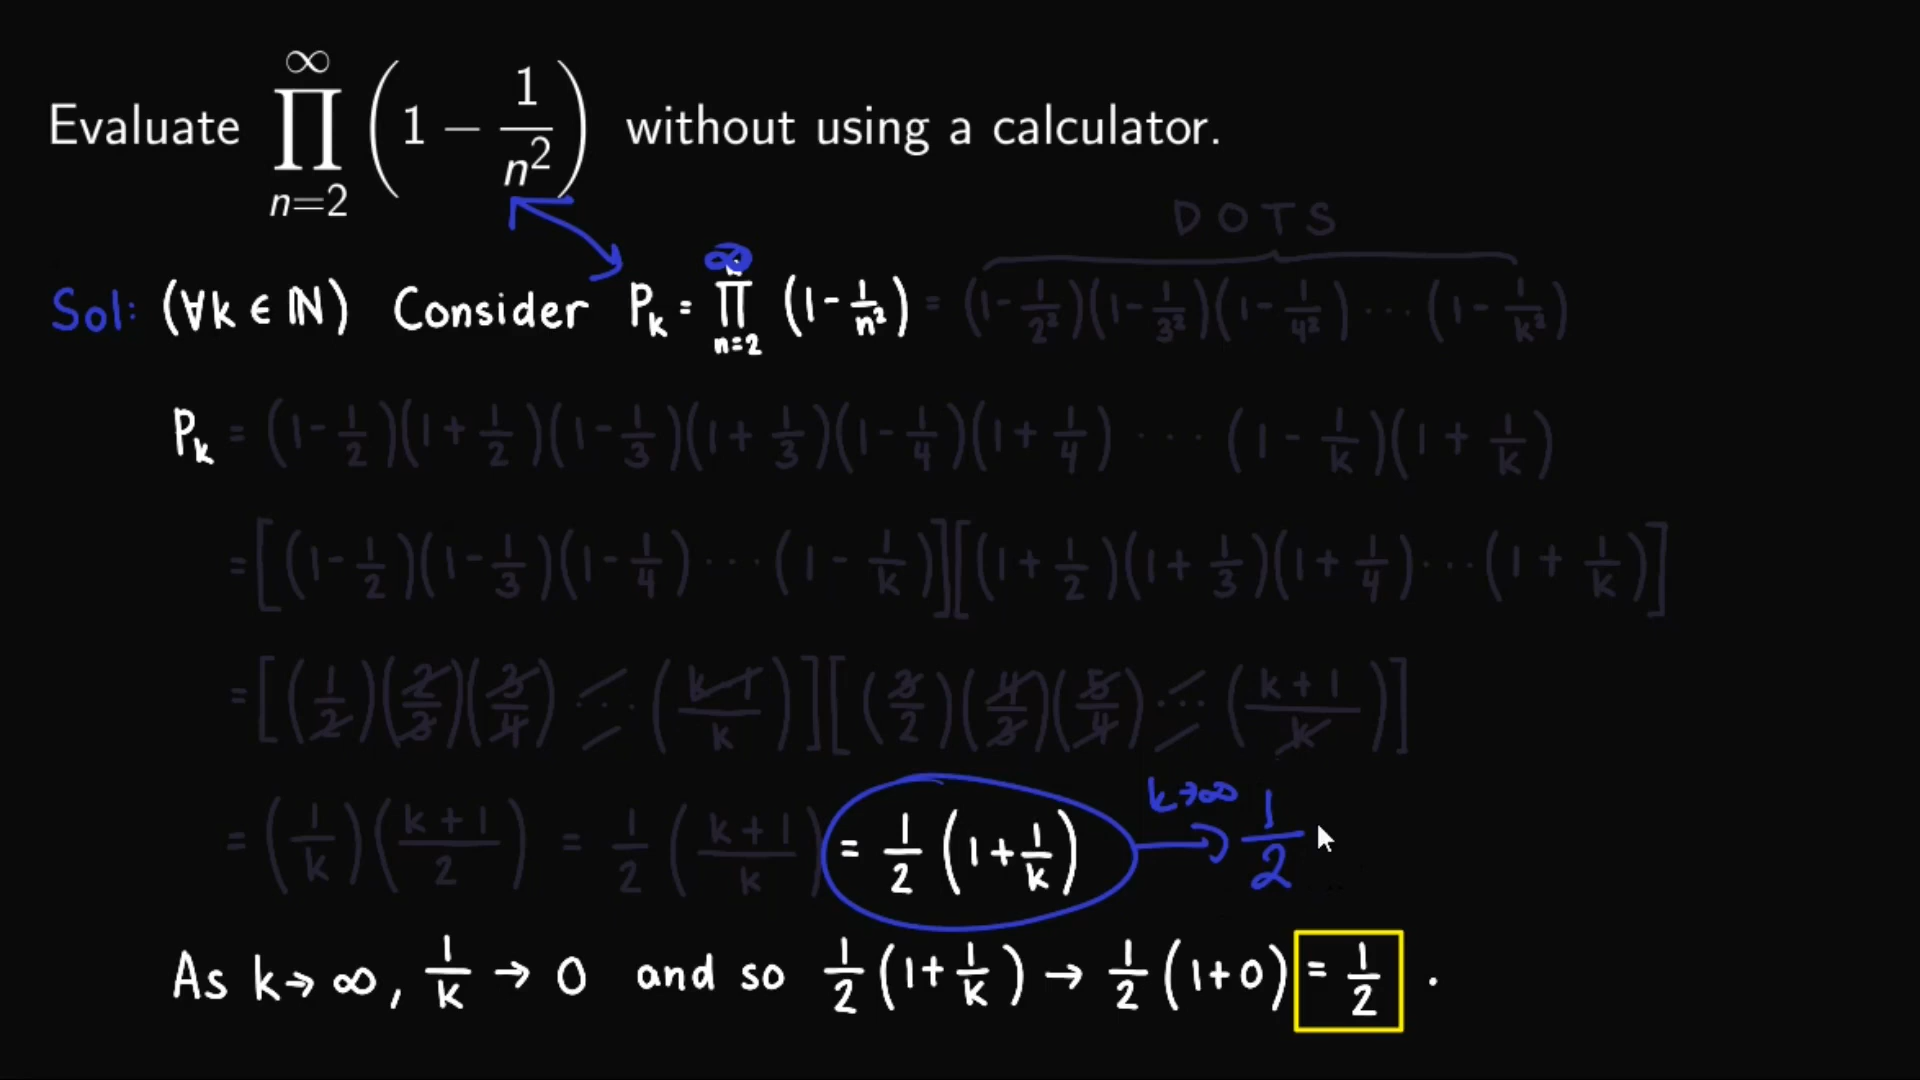 Evaluate ∏_{n=2}^{∞} (1 − 1/n²) without using a calculator.
DOTS
Sol: (∀k ∈ ℕ) Consider P_k = ∏_{n=2}^{∞} (1 - 1/n²) = (1 - 1/2²)(1 - 1/3²)(1 - 1/4²) ... (1 - 1/k²)
P_k = (1 - 1/2)(1 + 1/2)(1 - 1/3)(1 + 1/3)(1 - 1/4)(1 + 1/4) .... (1 - 1/k)(1 + 1/k)
= [(1 - 1/2)(1 - 1/3)(1 - 1/4) ... (1 - 1/k)][(1 + 1/2)(1 + 1/3)(1 + 1/4) ... (1 + 1/k)]
= [(1/2)(2/3)(3/4) ... ((k-1)/k)][(3/2)(4/3)(5/4) ... ((k+1)/k)]
= (1/k)((k+1)/2) = 1/2 ((k+1)/k) = 1/2 (1 + 1/k) → 1/2
k→∞
As k→∞, 1/k → 0 and so 1/2 (1 + 1/k) → 1/2 (1+0) = 1/2 .